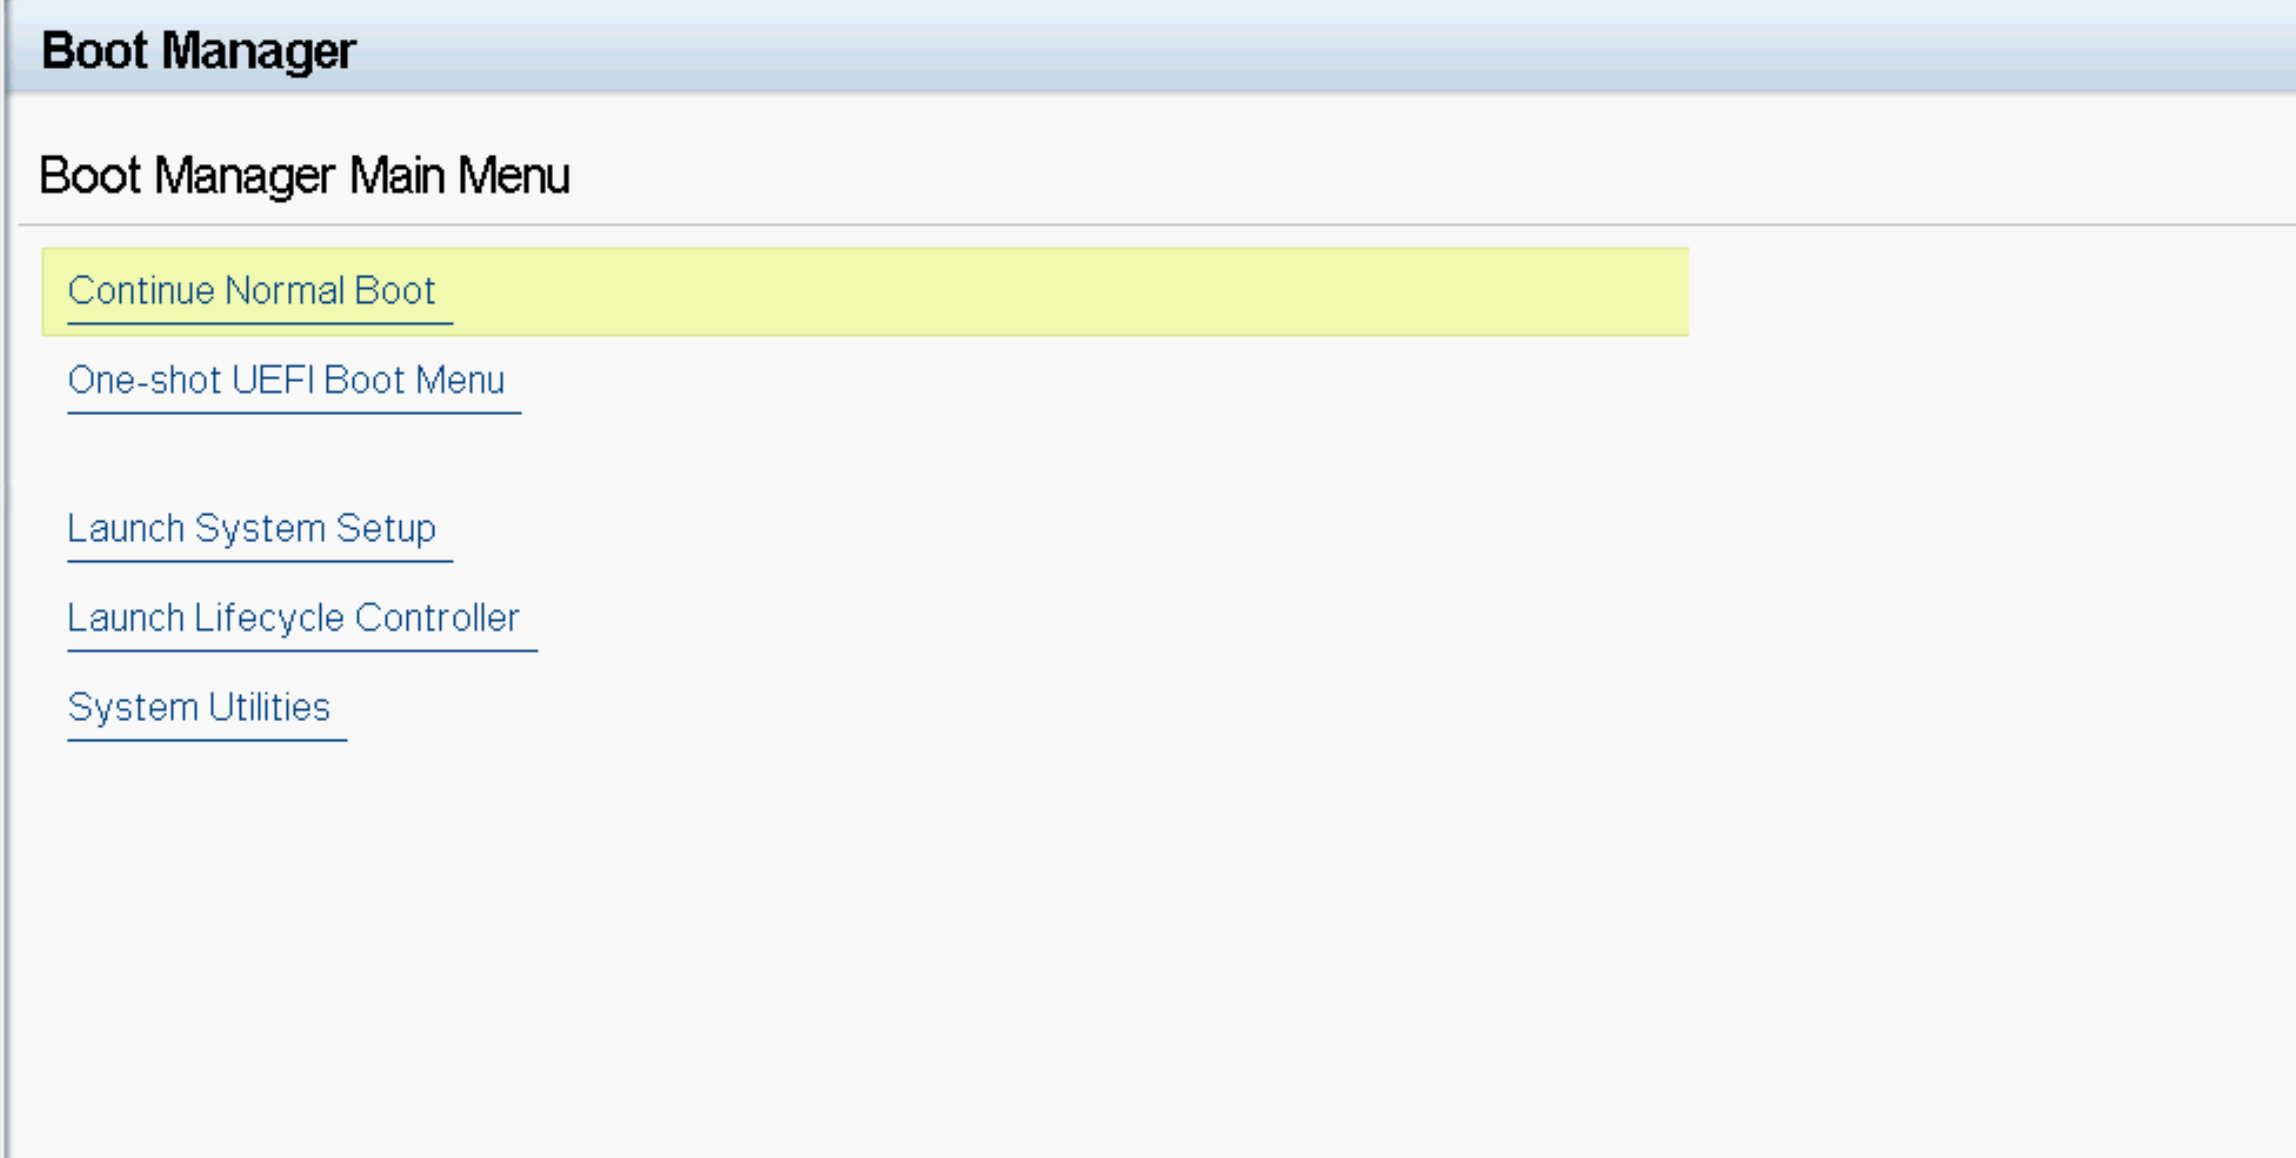 Boot Manager
Boot Manager Main Menu
Continue Normal Boot
One-shot UEFI Boot Menu
Launch System Setup
Launch Lifecycle Controller
System Utilities